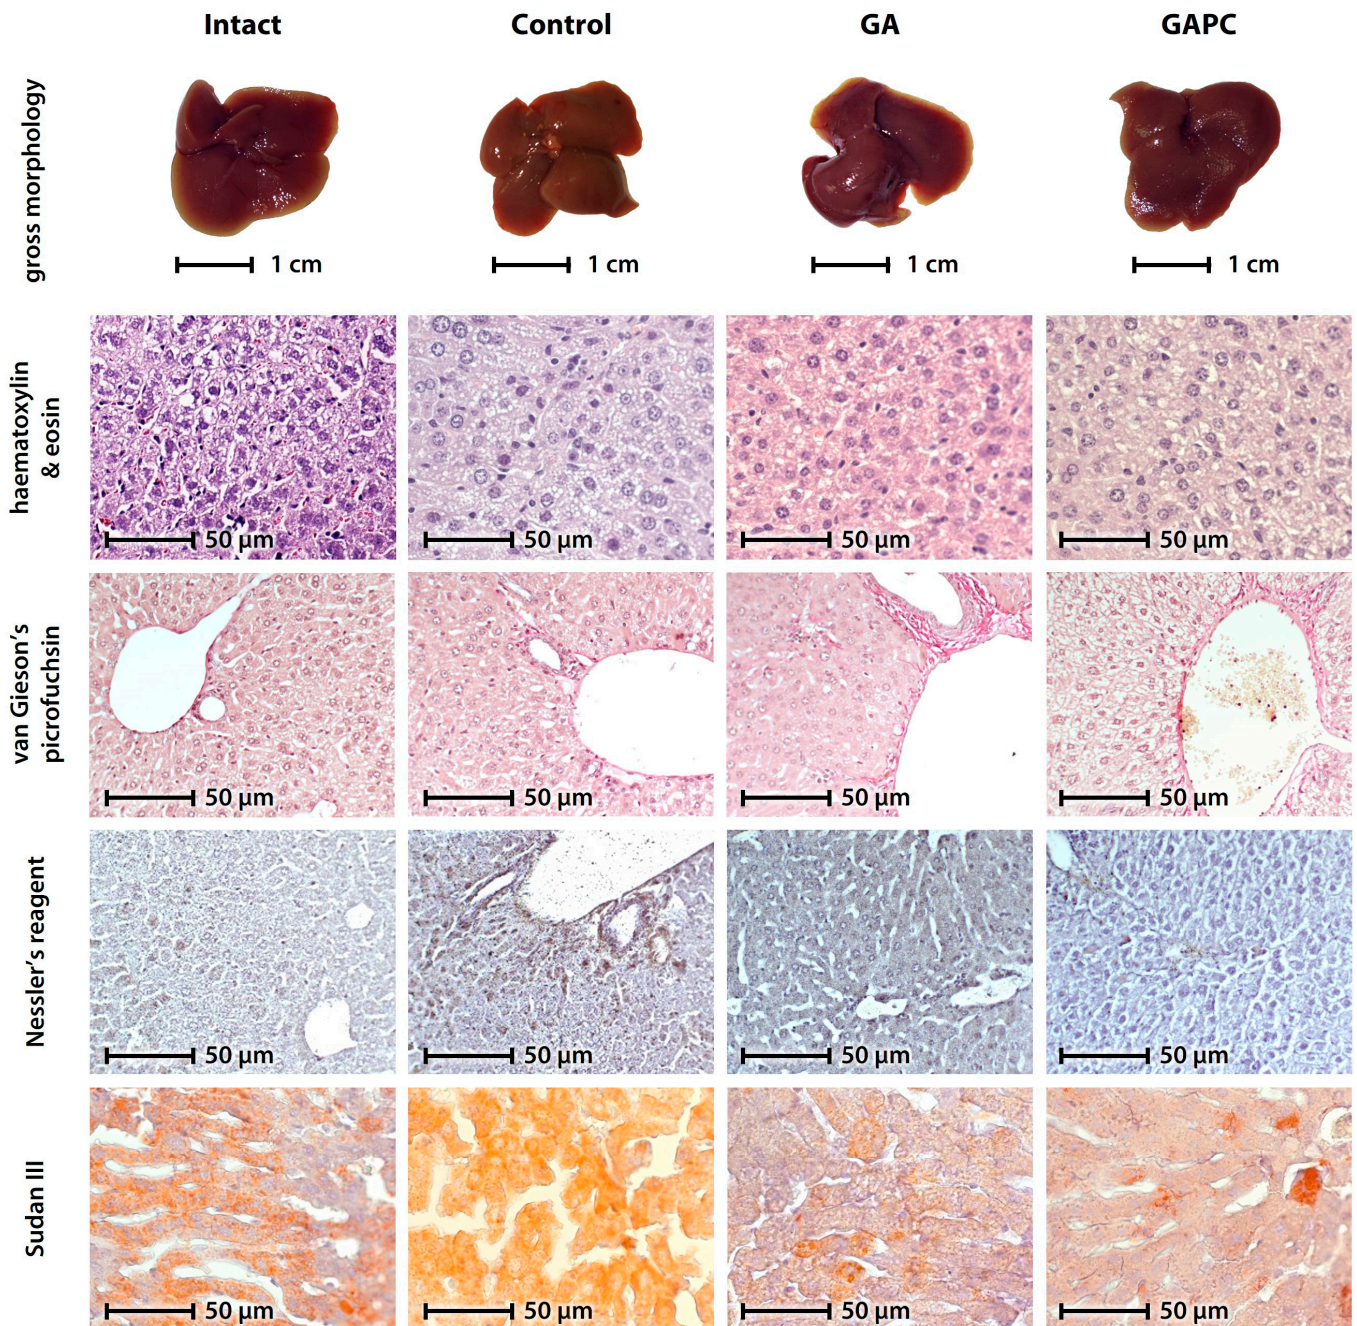 Intact Control GA GAPC
gross morphology
1 cm 1 cm 1 cm 1 cm
haematoxylin
& eosin
50 µm 50 µm 50 µm 50 µm
van Gieson’s
picrofuchsin
50 µm 50 µm 50 µm 50 µm
Nessler’s reagent
50 µm 50 µm 50 µm 50 µm
Sudan III
50 µm 50 µm 50 µm 50 µm